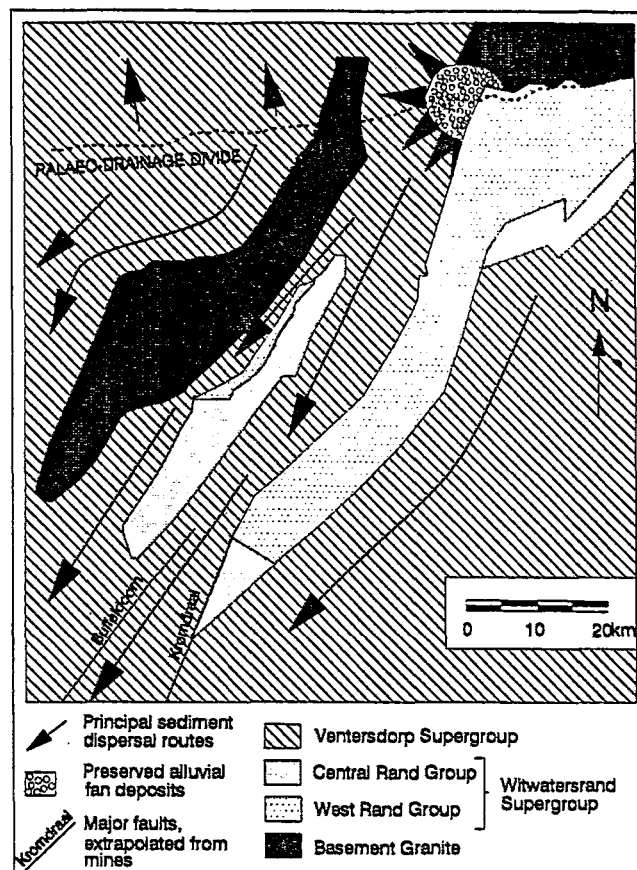 PALAEO-DRAINAGE DIVIDE
N
Buffelsdoorn
Kromdraai
0 10 20km
Principal sediment
dispersal routes
Preserved alluvial
fan deposits
Kromdraai
Major faults,
extrapolated from
mines
Ventersdorp Supergroup
Central Rand Group
West Rand Group
Witwatersrand
Supergroup
Basement Granite